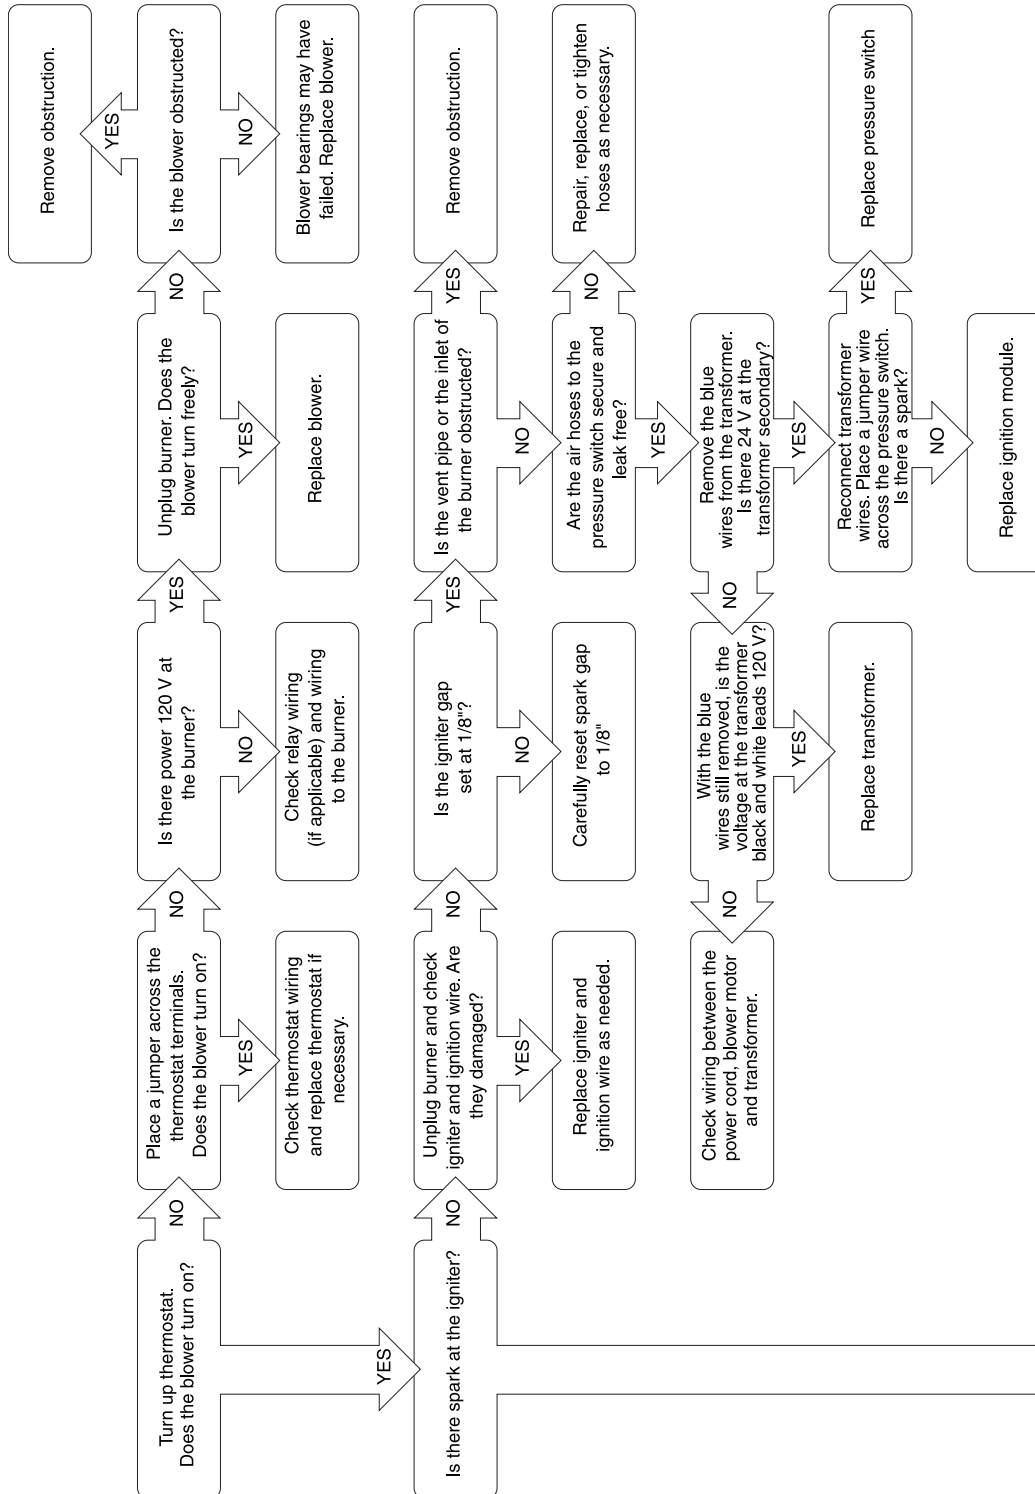 Turn up thermostat.
Does the blower turn on?
NO
Place a jumper across the
thermostat terminals.
Does the blower turn on?
NO
Is there power 120 V at
the burner?
YES
Unplug burner. Does the
blower turn freely?
NO
Is the blower obstructed?
YES
Remove obstruction.
NO
Blower bearings may have
failed. Replace blower.
YES
Check thermostat wiring
and replace thermostat if
necessary.
NO
Check relay wiring
(if applicable) and wiring
to the burner.
YES
Replace blower.
YES
Is there spark at the igniter?
NO
Unplug burner and check
igniter and ignition wire. Are
they damaged?
NO
Is the igniter gap
set at 1/8"?
YES
Is the vent pipe or the inlet of
the burner obstructed?
YES
Remove obstruction.
YES
Replace igniter and
ignition wire as needed.
NO
Carefully reset spark gap
to 1/8"
NO
Are the air hoses to the
pressure switch secure and
leak free?
NO
Repair, replace, or tighten
hoses as necessary.
YES
Remove the blue
wires from the transformer.
Is there 24 V at the
transformer secondary?
NO
With the blue
wires still removed, is the
voltage at the transformer
black and white leads 120 V?
NO
Check wiring between the
power cord, blower motor
and transformer.
YES
Replace transformer.
YES
Reconnect transformer
wires. Place a jumper wire
across the pressure switch.
Is there a spark?
YES
Replace pressure switch
NO
Replace ignition module.